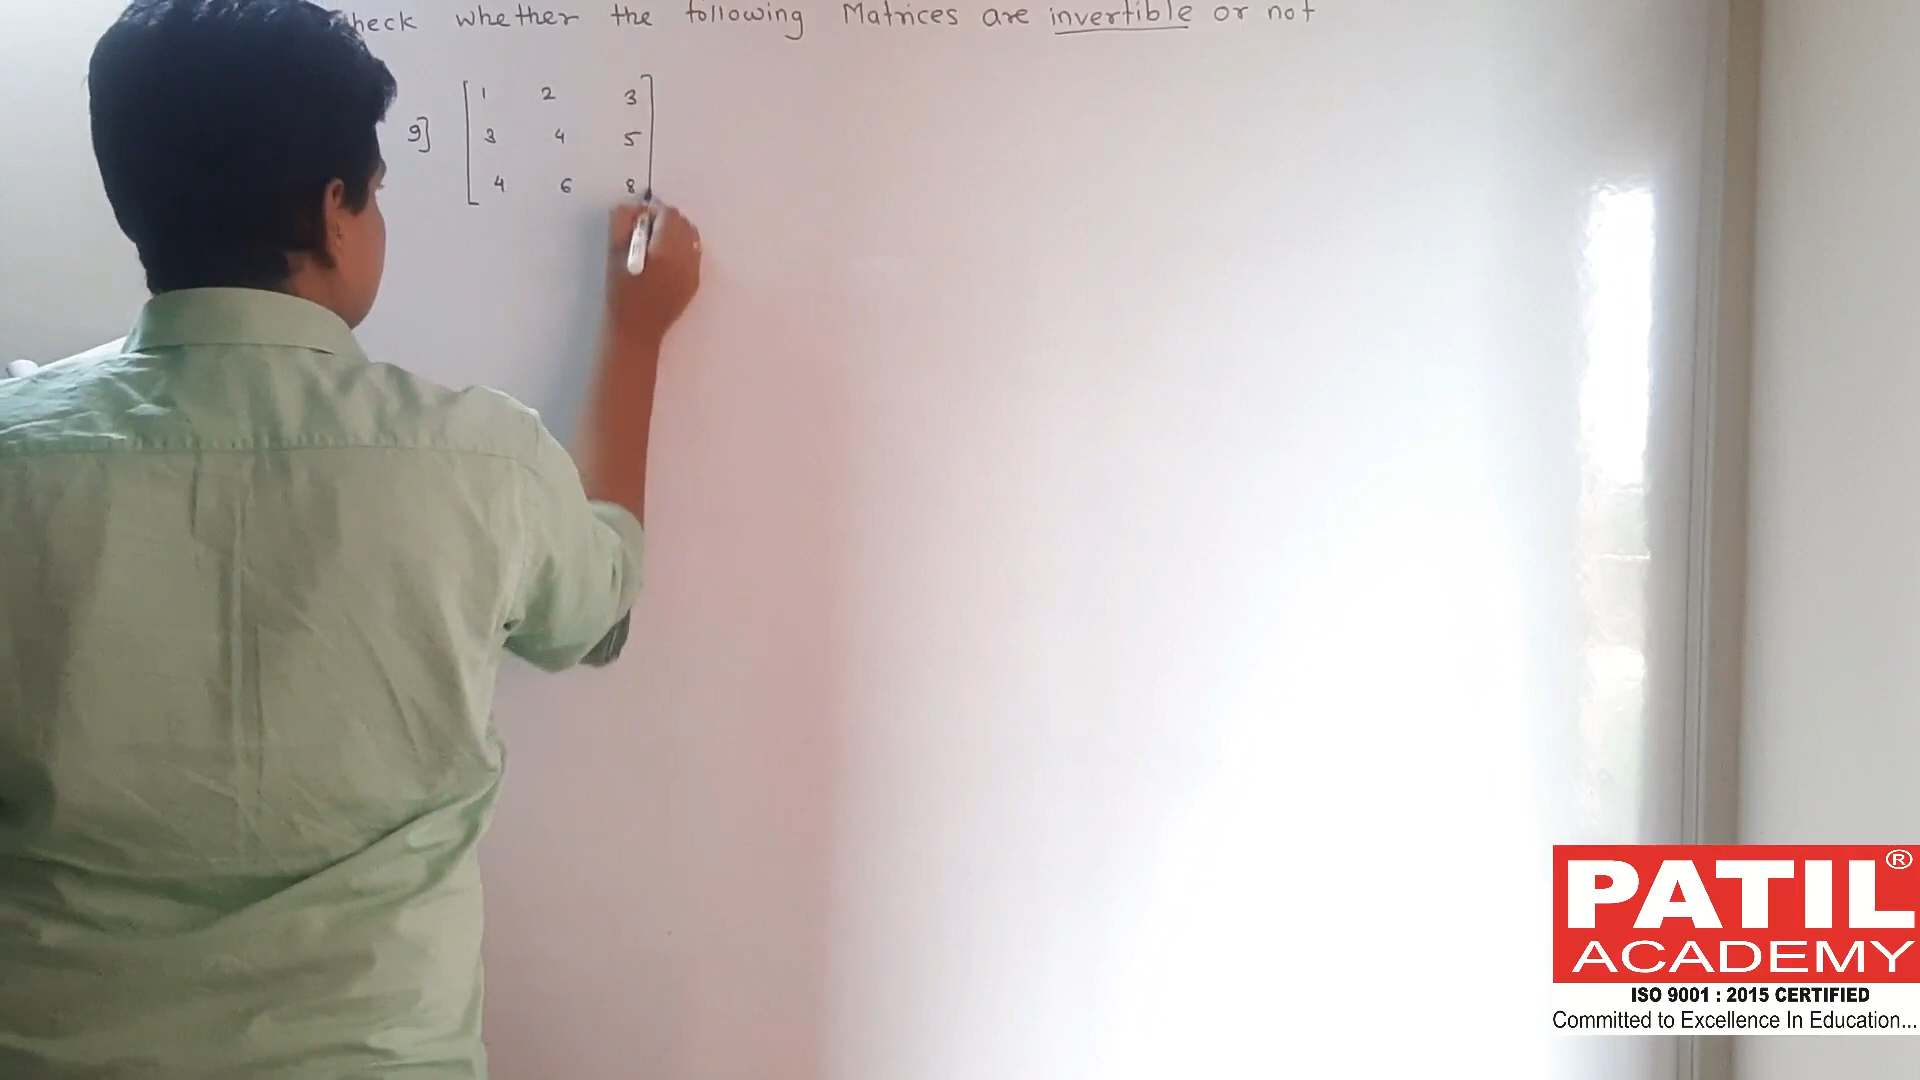 heck whether the following Matrices are invertible or not
9]
1 2 3
3 4 5
4 6 8
PATIL®
ACADEMY
ISO 9001 : 2015 CERTIFIED
Committed to Excellence In Education...